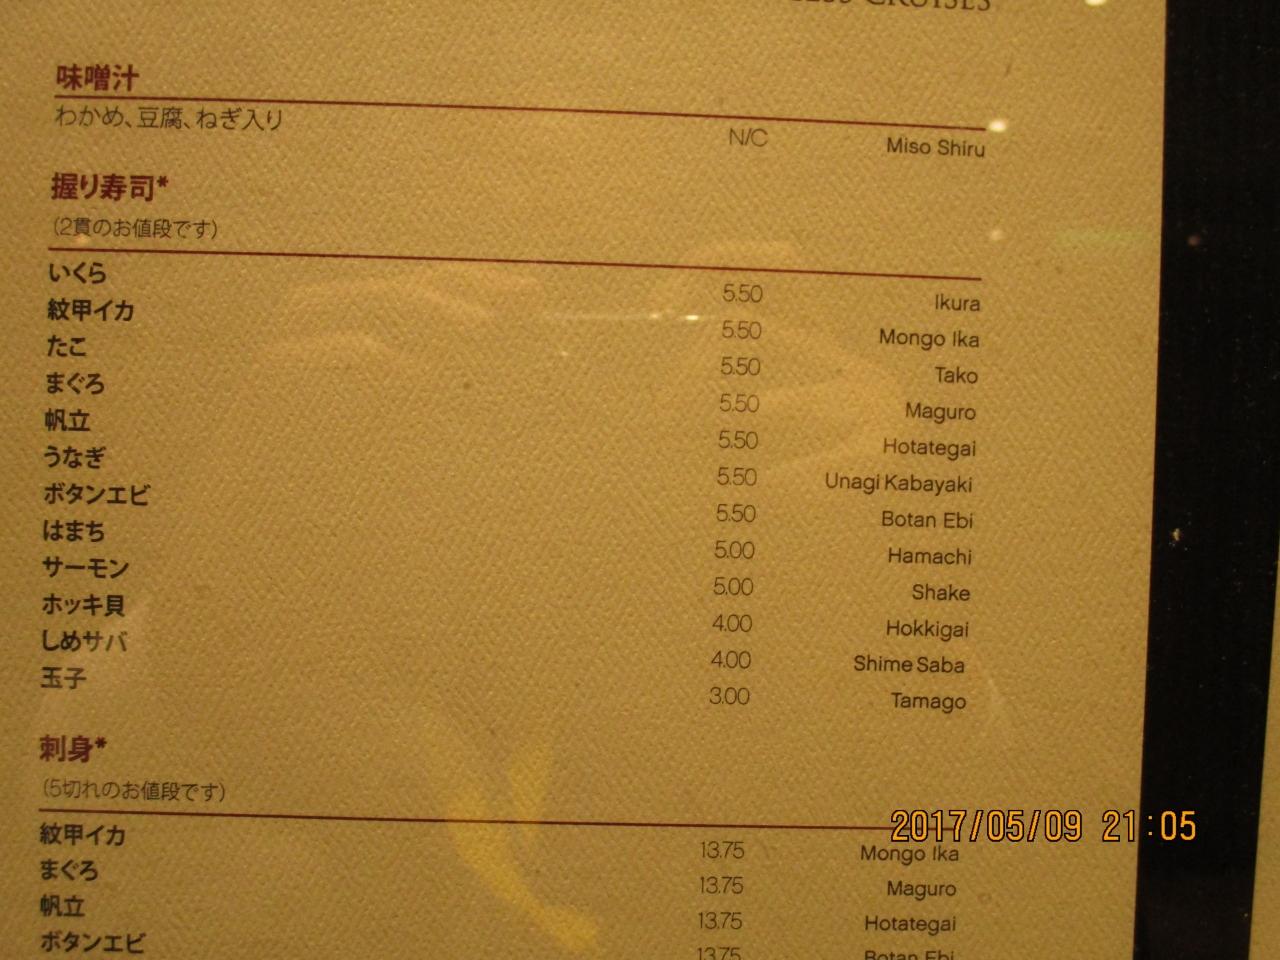 CRUISES
味噌汁
わかめ、豆腐、ねぎ入り N/C Miso Shiru
握り寿司*
(2貫のお値段です)
いくら 5.50 Ikura
紋甲イカ 5.50 Mongo Ika
たこ 5.50 Tako
まぐろ 5.50 Maguro
帆立 5.50 Hotategai
うなぎ 5.50 Unagi Kabayaki
ボタンエビ 5.50 Botan Ebi
はまち 5.00 Hamachi
サーモン 5.00 Shake
ホッキ貝 4.00 Hokkigai
しめサバ 4.00 Shime Saba
玉子 3.00 Tamago
刺身*
(5切れのお値段です)
紋甲イカ 13.75 Mongo Ika
まぐろ 13.75 Maguro
帆立 13.75 Hotategai
ボタンエビ 13.75 Botan Ebi
2017/05/09 21:05